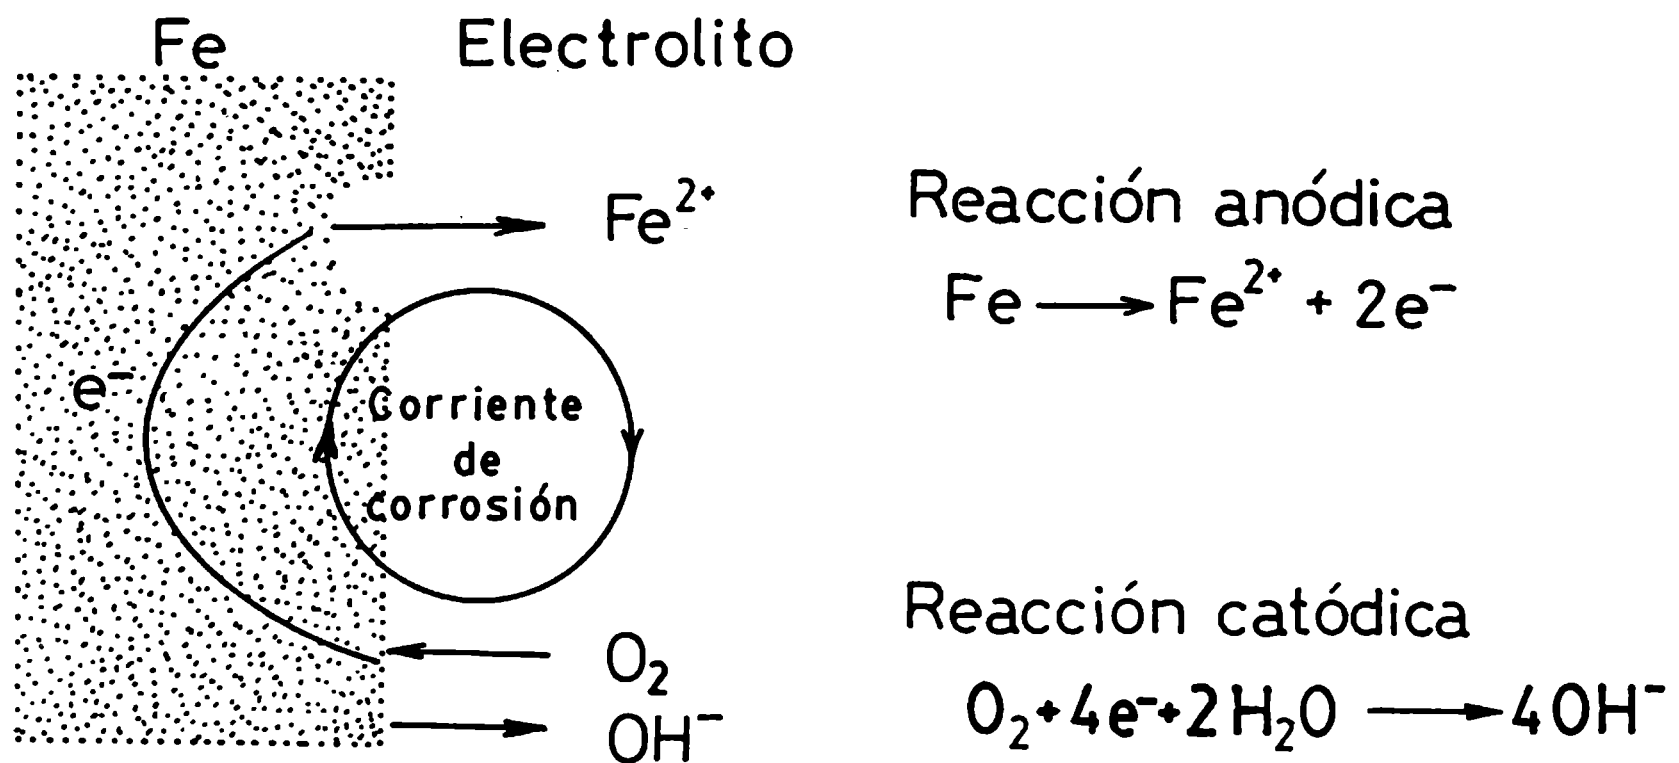 Fe
Electrolito
Fe²⁺
Reacción anódica
Fe → Fe²⁺ + 2e⁻
e⁻
Corriente
de
corrosión
Reacción catódica
O₂
O₂+4e⁻+2H₂O → 4OH⁻
OH⁻